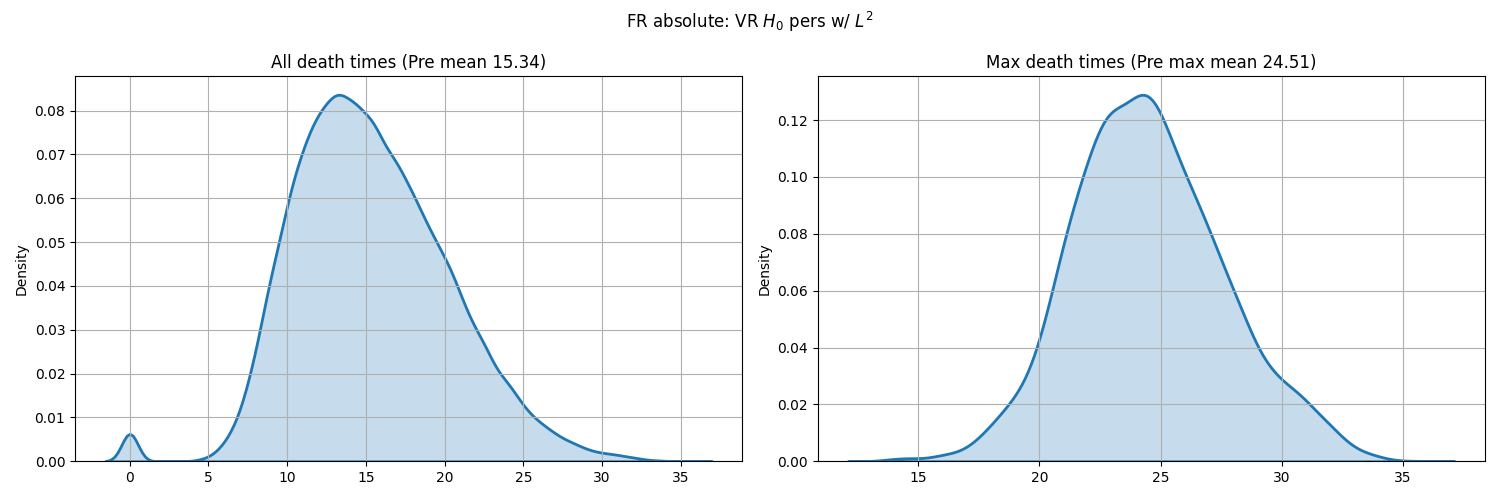 FR absolute: VR $H_0$ pers w/ $L^2$
All death times (Pre mean 15.34)
Density
0.08
0.07
0.06
0.05
0.04
0.03
0.02
0.01
0.00
0 5 10 15 20 25 30 35
Max death times (Pre max mean 24.51)
Density
0.12
0.10
0.08
0.06
0.04
0.02
0.00
15 20 25 30 35